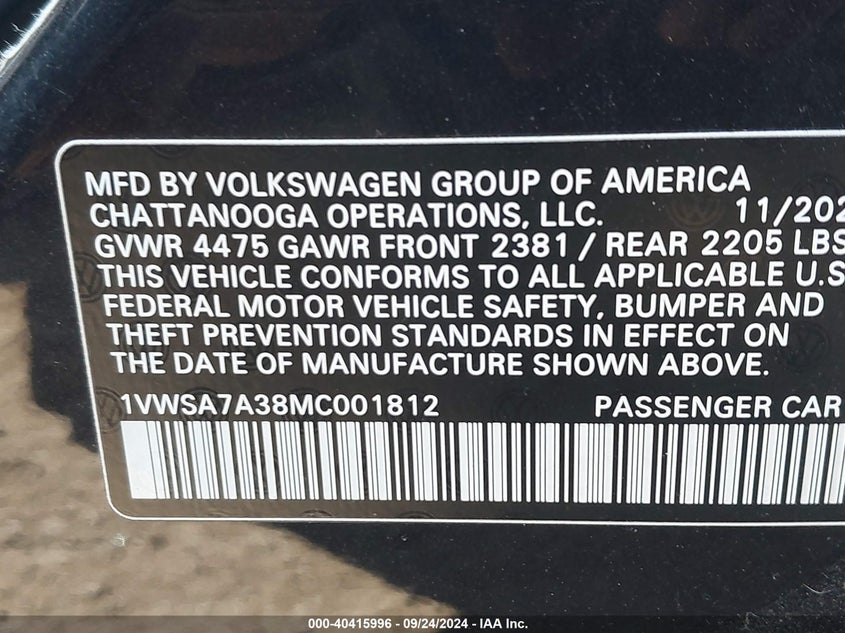 MFD BY VOLKSWAGEN GROUP OF AMERICA
CHATTANOOGA OPERATIONS, LLC. 11/202
GVWR 4475 GAWR FRONT 2381 / REAR 2205 LBS
THIS VEHICLE CONFORMS TO ALL APPLICABLE U.S
FEDERAL MOTOR VEHICLE SAFETY, BUMPER AND
THEFT PREVENTION STANDARDS IN EFFECT ON
THE DATE OF MANUFACTURE SHOWN ABOVE.
1VWSA7A38MC001812 PASSENGER CAR
000-40415996 - 09/24/2024 - IAA Inc.